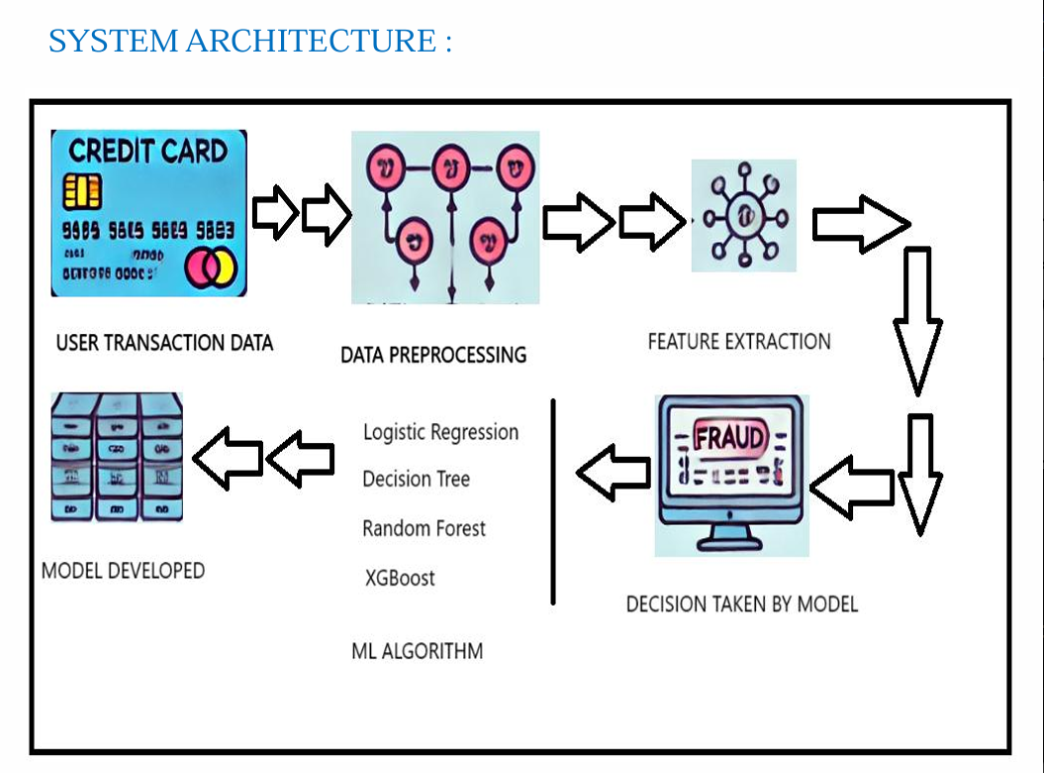 SYSTEM ARCHITECTURE :
CREDIT CARD
USER TRANSACTION DATA
DATA PREPROCESSING
FEATURE EXTRACTION
FRAUD
Logistic Regression
Decision Tree
Random Forest
XGBoost
MODEL DEVELOPED
DECISION TAKEN BY MODEL
ML ALGORITHM